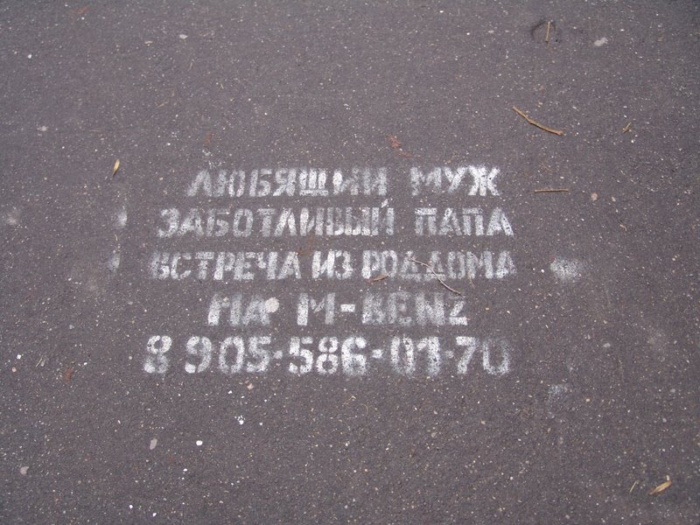 ЛЮБЯЩИЙ МУЖ
ЗАБОТЛИВЫЙ ПАПА
ВСТРЕЧА ИЗ РОДДОМА
НА M-BENZ
8 905-586-01-70